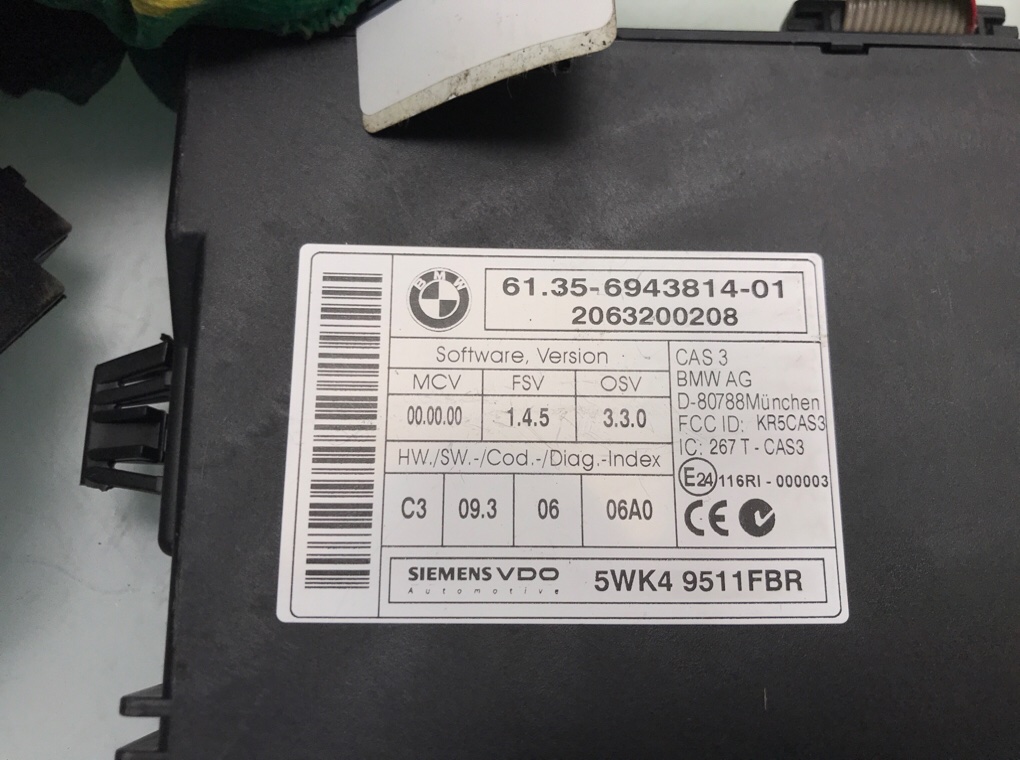 BMW
61.35-6943814-01
2063200208
Software, Version
MCV FSV OSV
00.00.00 1.4.5 3.3.0
HW./SW.-/Cod.-/Diag.-Index
C3 09.3 06 06A0
CAS 3
BMW AG
D-80788München
FCC ID: KR5CAS3
IC: 267 T - CAS3
E24 116RI - 000003
CE
SIEMENS VDO
Automotive
5WK4 9511FBR